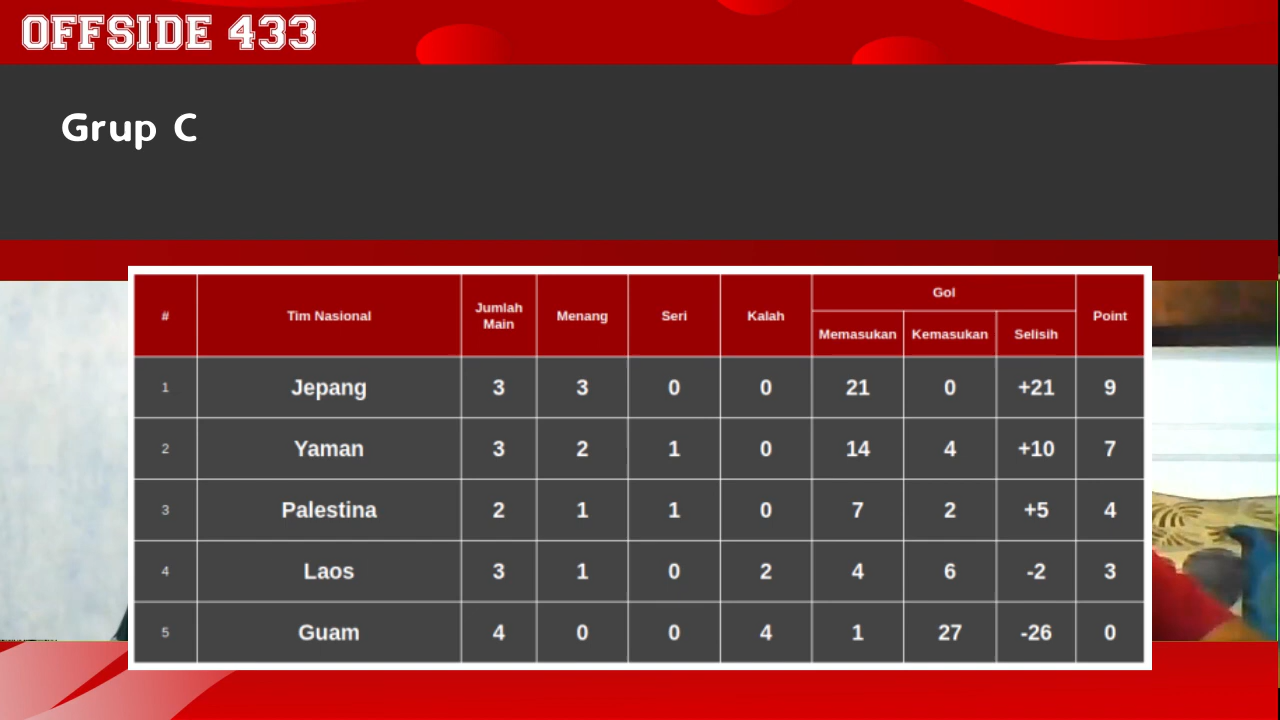 OFFSIDE 433
Grup C
# Tim Nasional Jumlah Main Menang Seri Kalah Gol Memasukan Kemasukan Selisih Point
1 Jepang 3 3 0 0 21 0 +21 9
2 Yaman 3 2 1 0 14 4 +10 7
3 Palestina 2 1 1 0 7 2 +5 4
4 Laos 3 1 0 2 4 6 -2 3
5 Guam 4 0 0 4 1 27 -26 0